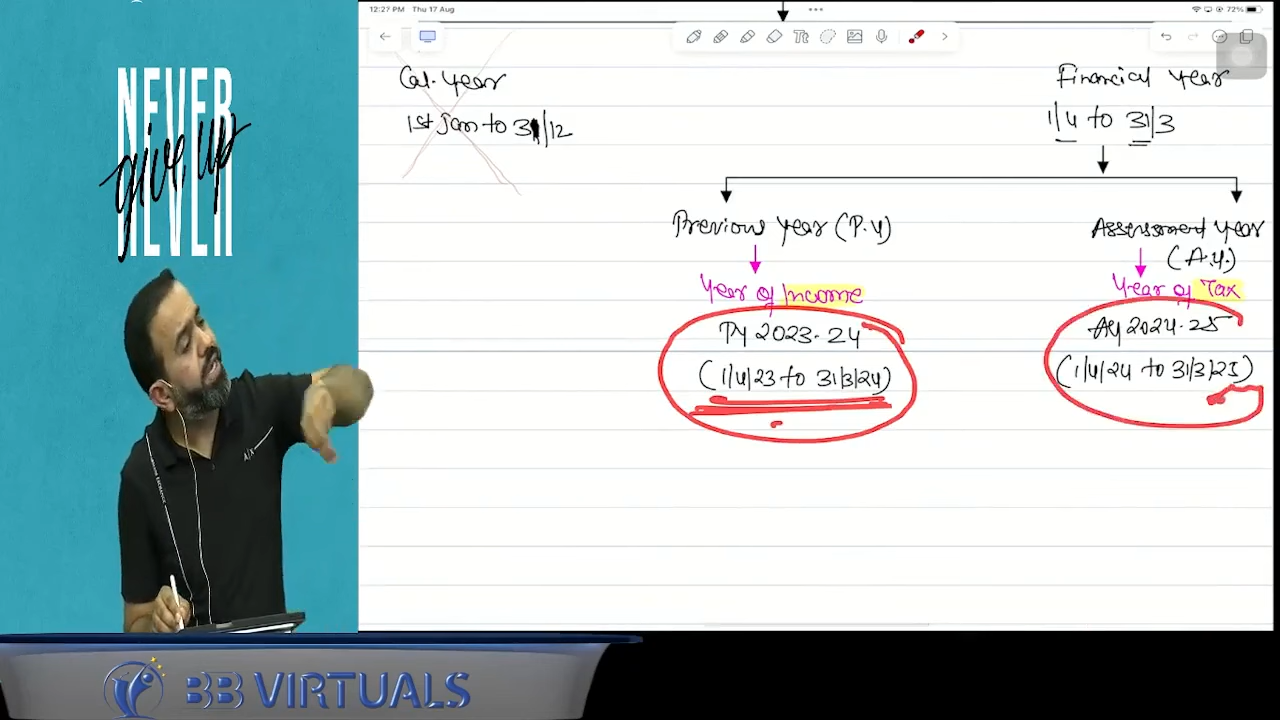 12:27 PM Thu 17 Aug
72%
NEVER
give up
NEVER
Cal. Year
1st Jan to 31/12
Financial Year
1/4 to 31/3
Previous Year (P.Y)
Assessment Year
(A.Y.)
Year of Income
Year of Tax
PY 2023-24
(1/4/23 to 31/3/24)
AY 2024-25
(1/4/24 to 31/3/25)
A/X
BB VIRTUALS